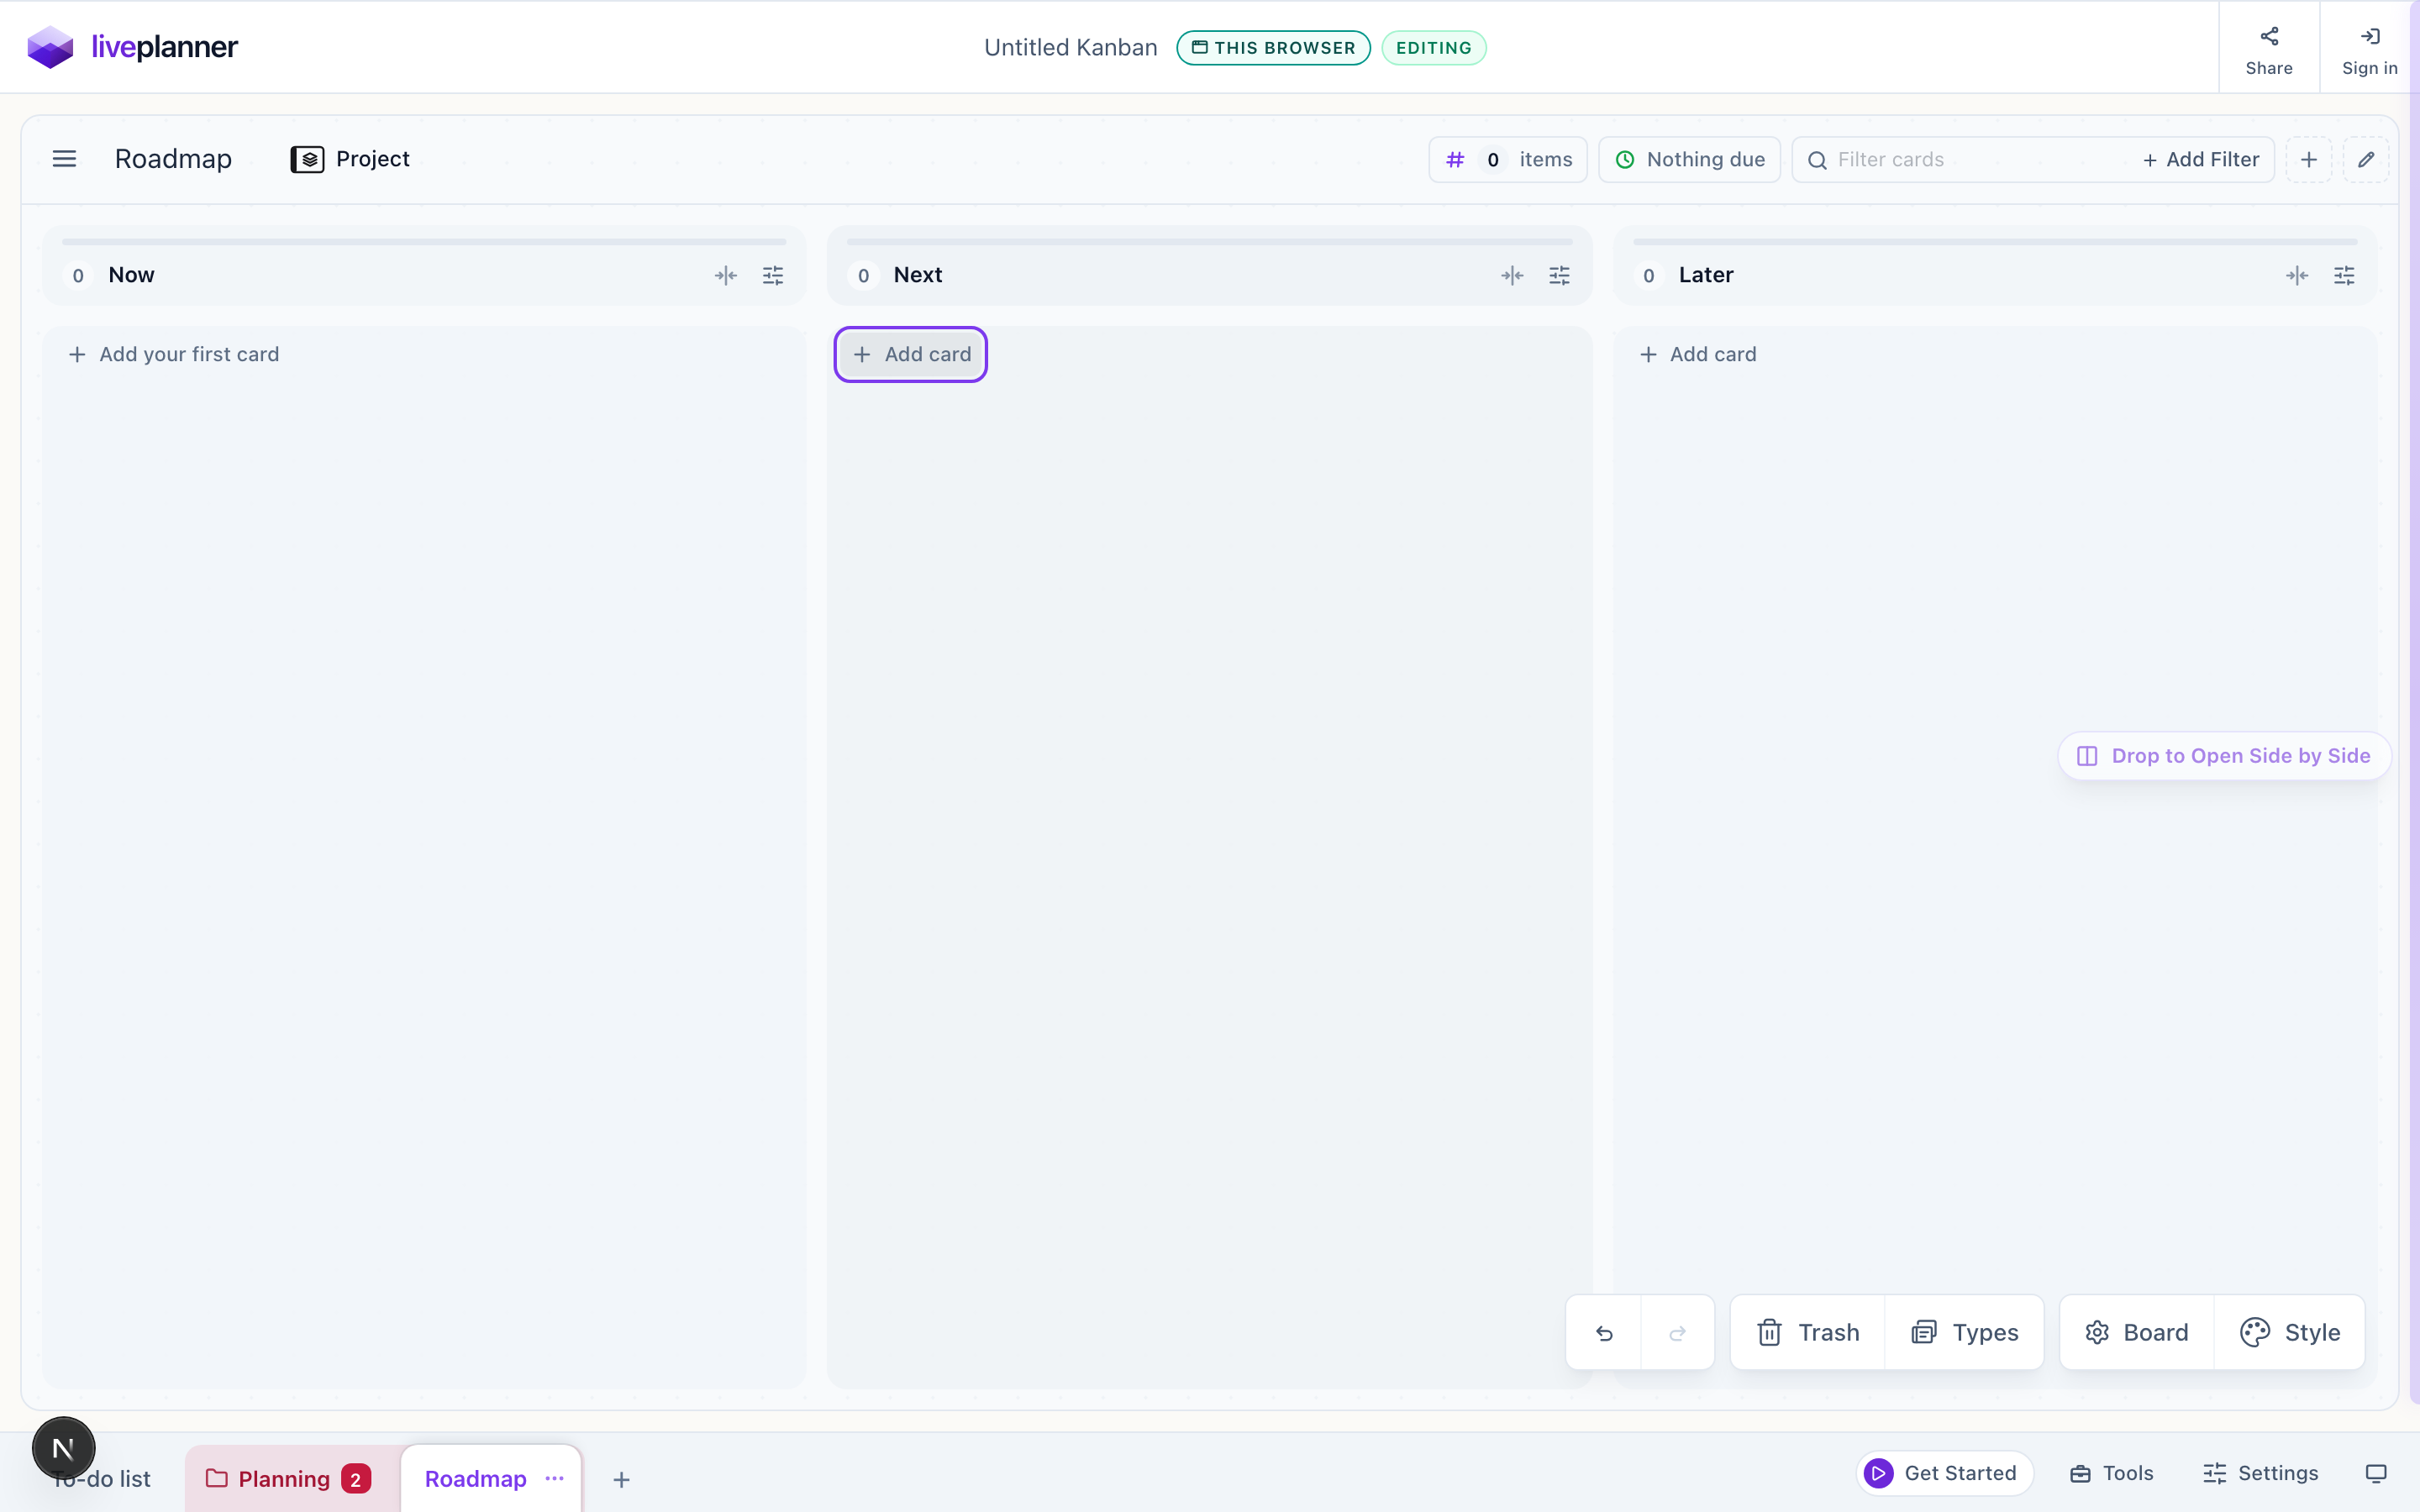 liveplanner
Untitled Kanban THIS BROWSER EDITING
Share
Sign in
Roadmap Project
# 0 items Nothing due Filter cards + Add Filter
0 Now
0 Next
0 Later
+ Add your first card
+ Add card
+ Add card
Drop to Open Side by Side
Trash Types Board Style
N
To-do list Planning 2 Roadmap ... +
Get Started Tools Settings